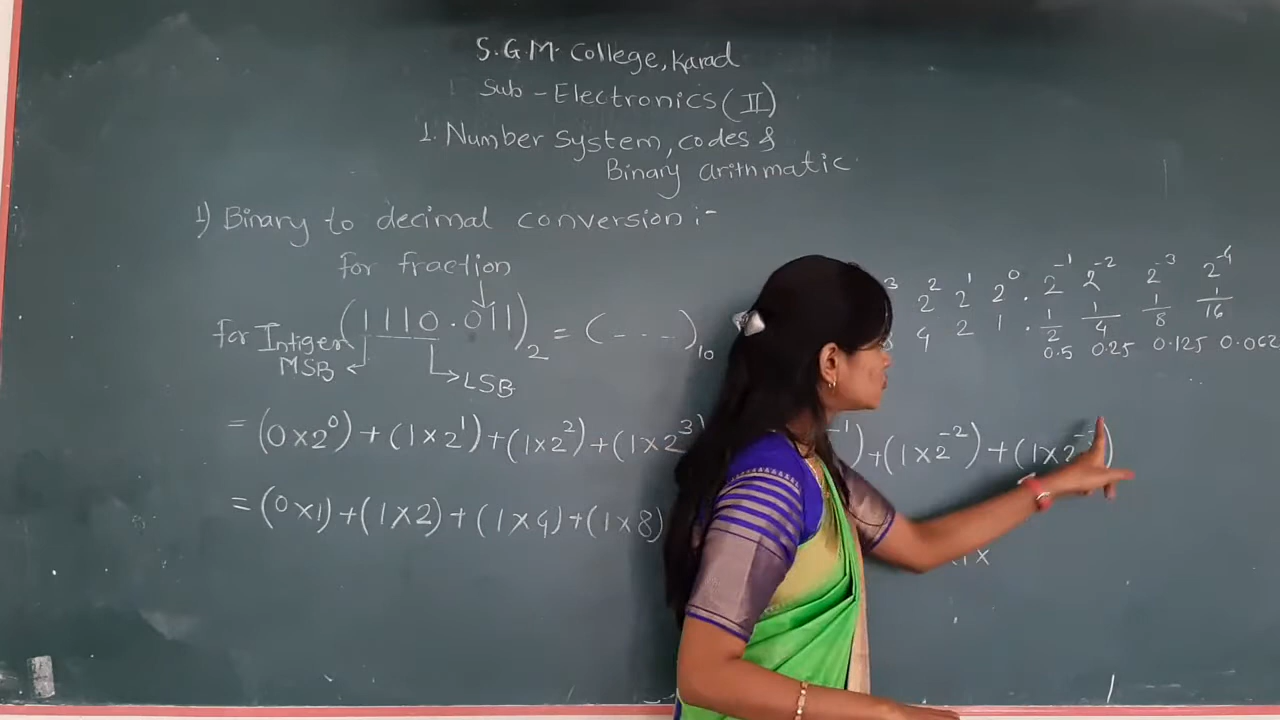 S.G.M. College, Karad
Sub - Electronics (II)
1. Number System, codes &
Binary arithmatic
1) Binary to decimal conversion :-
for fraction
for Intiger (1110.011)₂ = (- - - -)₁₀
MSB
LSB
³ 2² 2¹ 2⁰ . 2⁻¹ 2⁻² 2⁻³ 2⁻⁴
4 2 1 . 1/2 1/4 1/8 1/16
0.5 0.25 0.125 0.062
= (0×2⁰) + (1×2¹) + (1×2²) + (1×2³) ⁻¹) + (1×2⁻²) + (1×2⁻
= (0×1) + (1×2) + (1×4) + (1×8) 1×